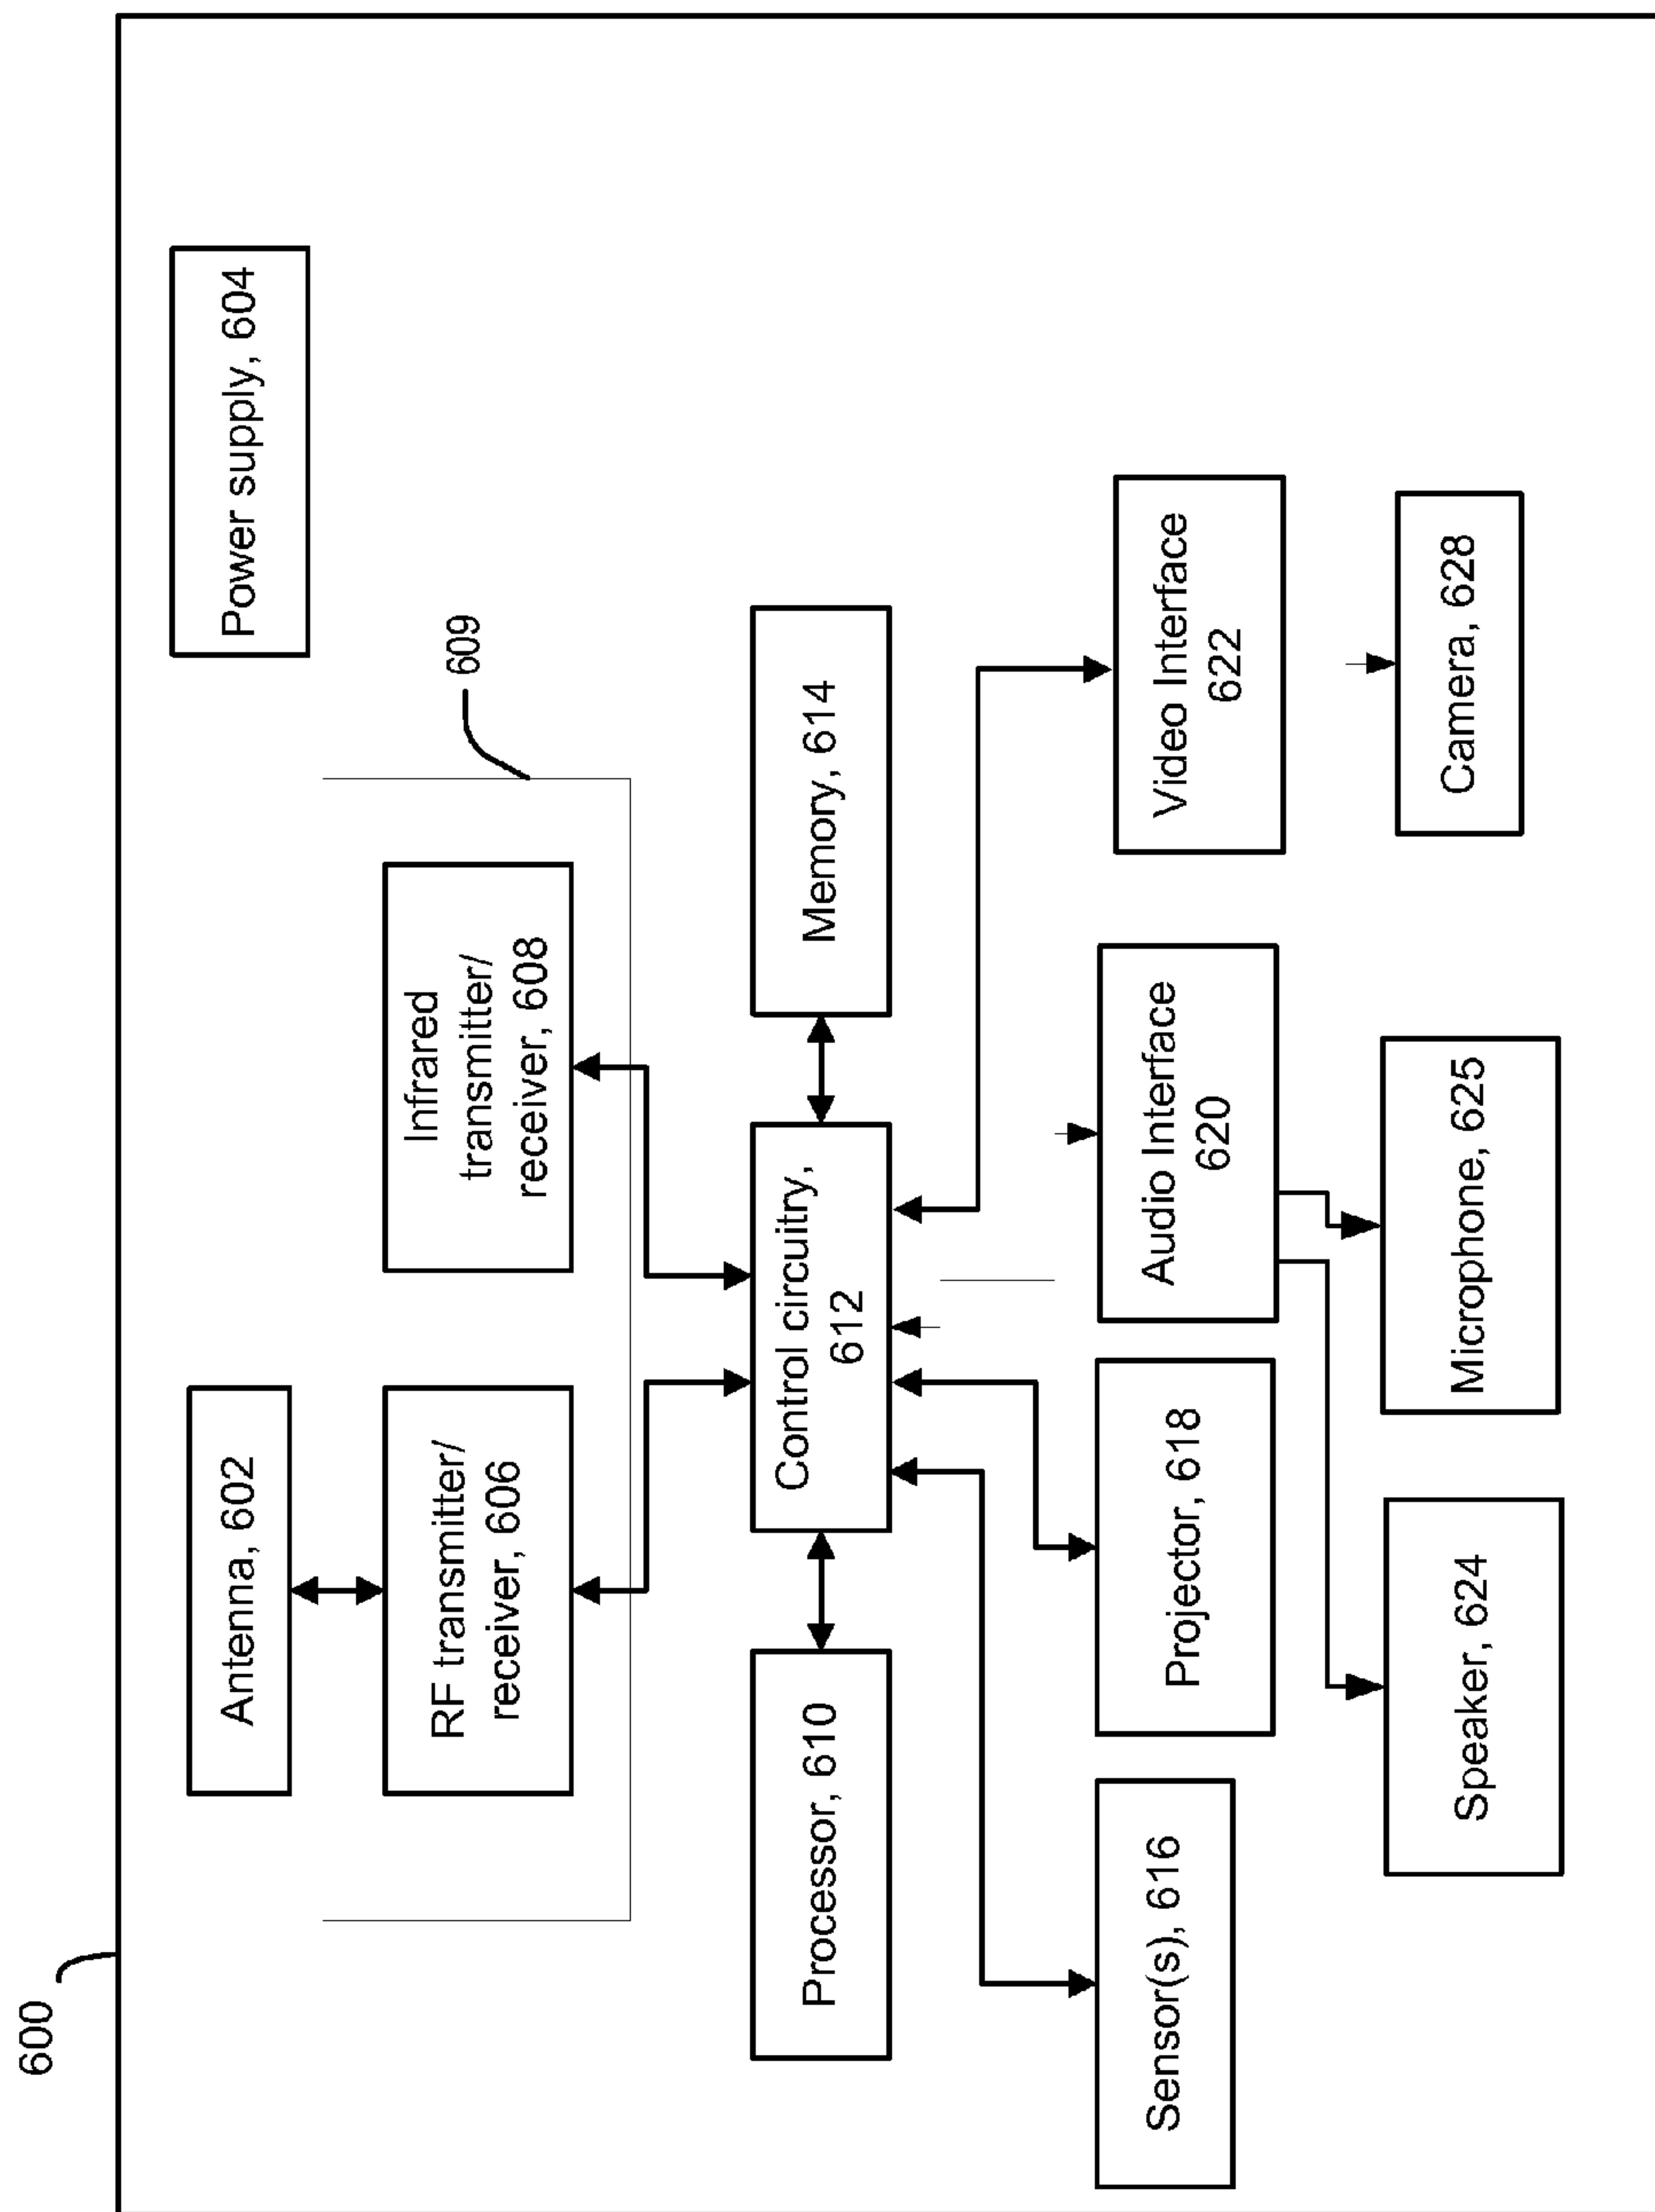 600
Antenna, 602
Power supply, 604
RF transmitter/
receiver, 606
Infrared
transmitter/
receiver, 608
609
Processor, 610
Control circuitry,
612
Memory, 614
Sensor(s), 616
Projector, 618
Audio Interface
620
Video Interface
622
Speaker, 624
Microphone, 625
Camera, 628